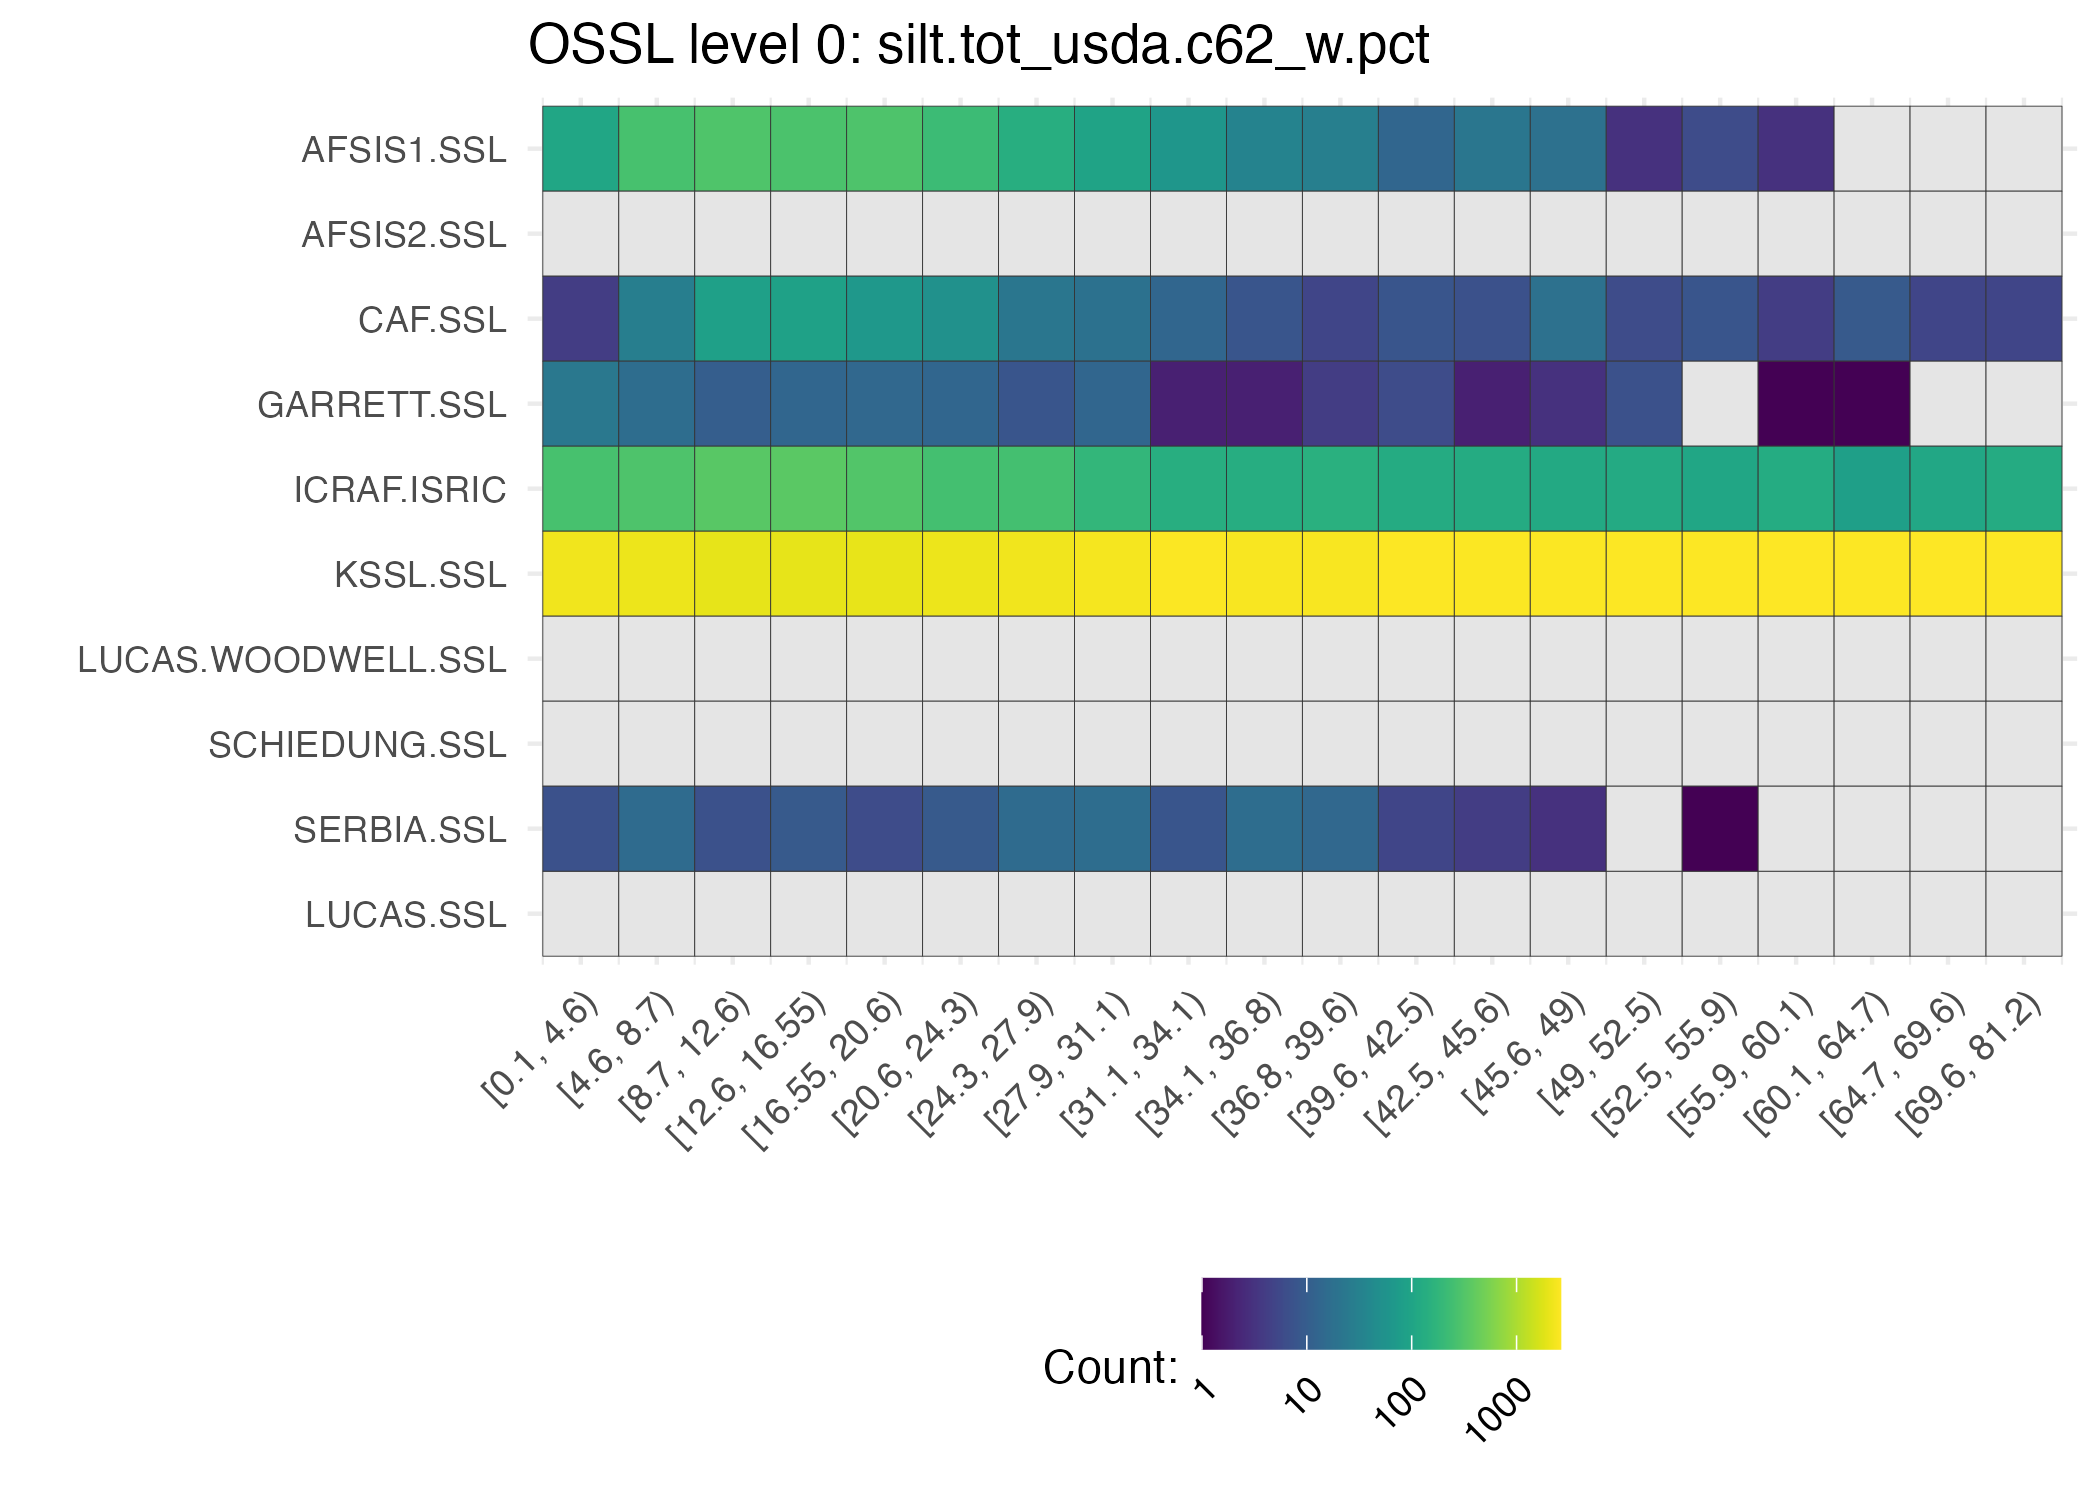 OSSL level 0: silt.tot_usda.c62_w.pct
AFSIS1.SSL
AFSIS2.SSL
CAF.SSL
GARRETT.SSL
ICRAF.ISRIC
KSSL.SSL
LUCAS.WOODWELL.SSL
SCHIEDUNG.SSL
SERBIA.SSL
LUCAS.SSL
[0.1, 4.6)
[4.6, 8.7)
[8.7, 12.6)
[12.6, 16.55)
[16.55, 20.6)
[20.6, 24.3)
[24.3, 27.9)
[27.9, 31.1)
[31.1, 34.1)
[34.1, 36.8)
[36.8, 39.6)
[39.6, 42.5)
[42.5, 45.6)
[45.6, 49)
[49, 52.5)
[52.5, 55.9)
[55.9, 60.1)
[60.1, 64.7)
[64.7, 69.6)
[69.6, 81.2)
Count:
1
10
100
1000